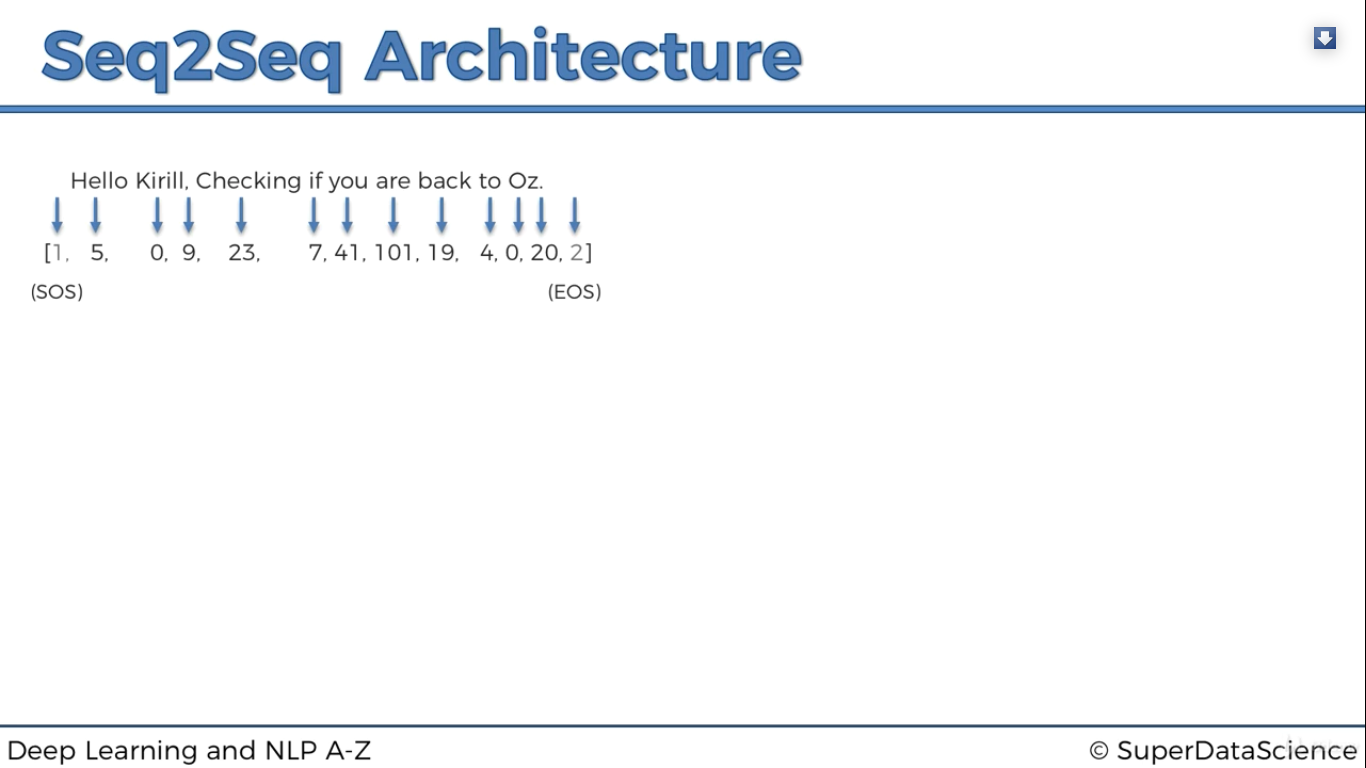 Seq2Seq Architecture
Hello Kirill, Checking if you are back to Oz.
[1, 5, 0, 9, 23, 7, 41, 101, 19, 4, 0, 20, 2]
(SOS) (EOS)
Deep Learning and NLP A-Z © SuperDataScience